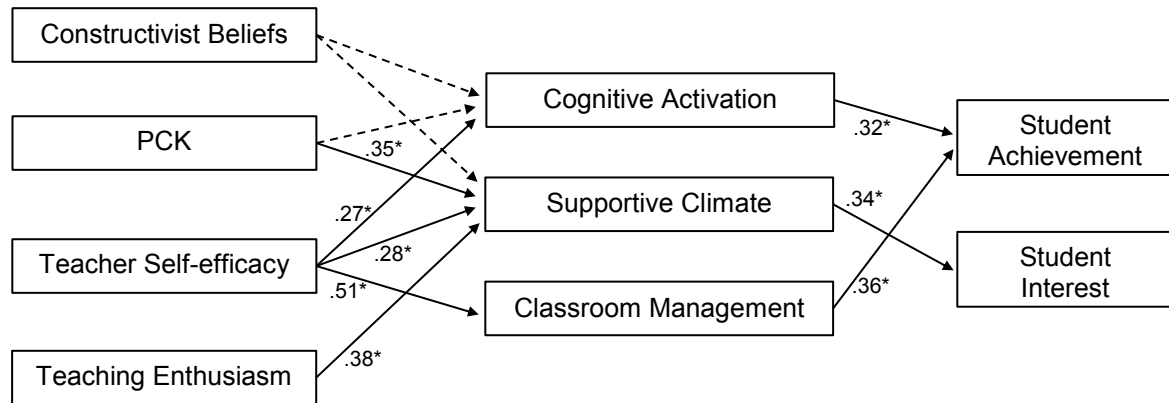 Constructivist Beliefs
PCK
Teacher Self-efficacy
Teaching Enthusiasm
.35*
.27*
.28*
.51*
.38*
Cognitive Activation
Supportive Climate
Classroom Management
.32*
.34*
.36*
Student
Achievement
Student
Interest